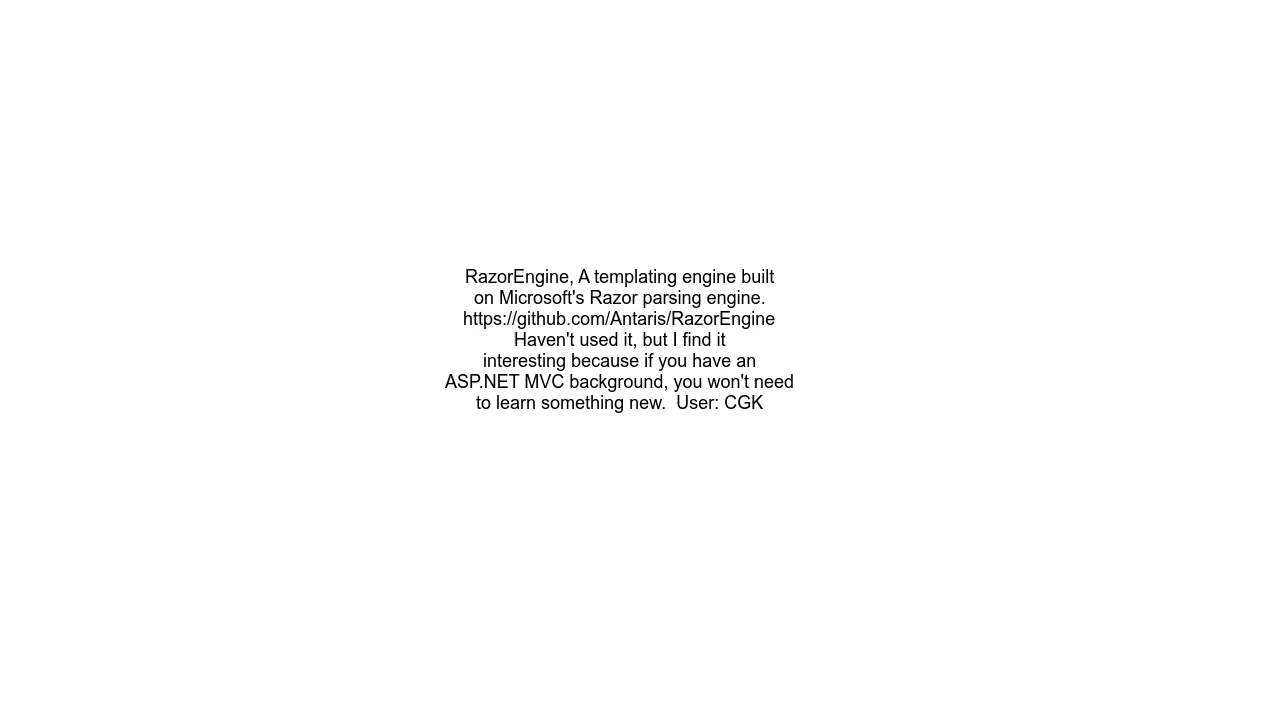 RazorEngine, A templating engine built
on Microsoft's Razor parsing engine.
https://github.com/Antaris/RazorEngine
Haven't used it, but I find it
interesting because if you have an
ASP.NET MVC background, you won't need
to learn something new.  User: CGK